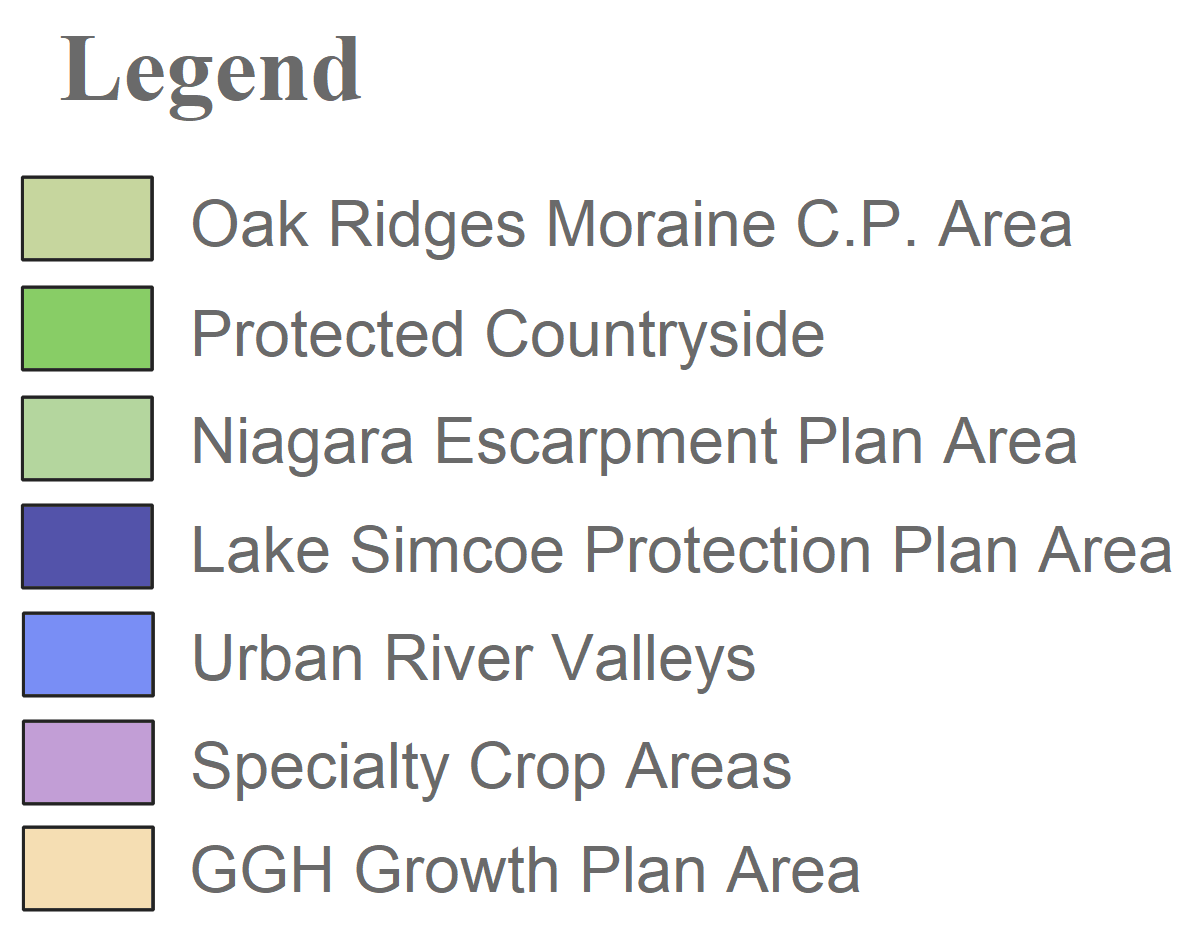 Legend
Oak Ridges Moraine C.P. Area
Protected Countryside
Niagara Escarpment Plan Area
Lake Simcoe Protection Plan Area
Urban River Valleys
Specialty Crop Areas
GGH Growth Plan Area